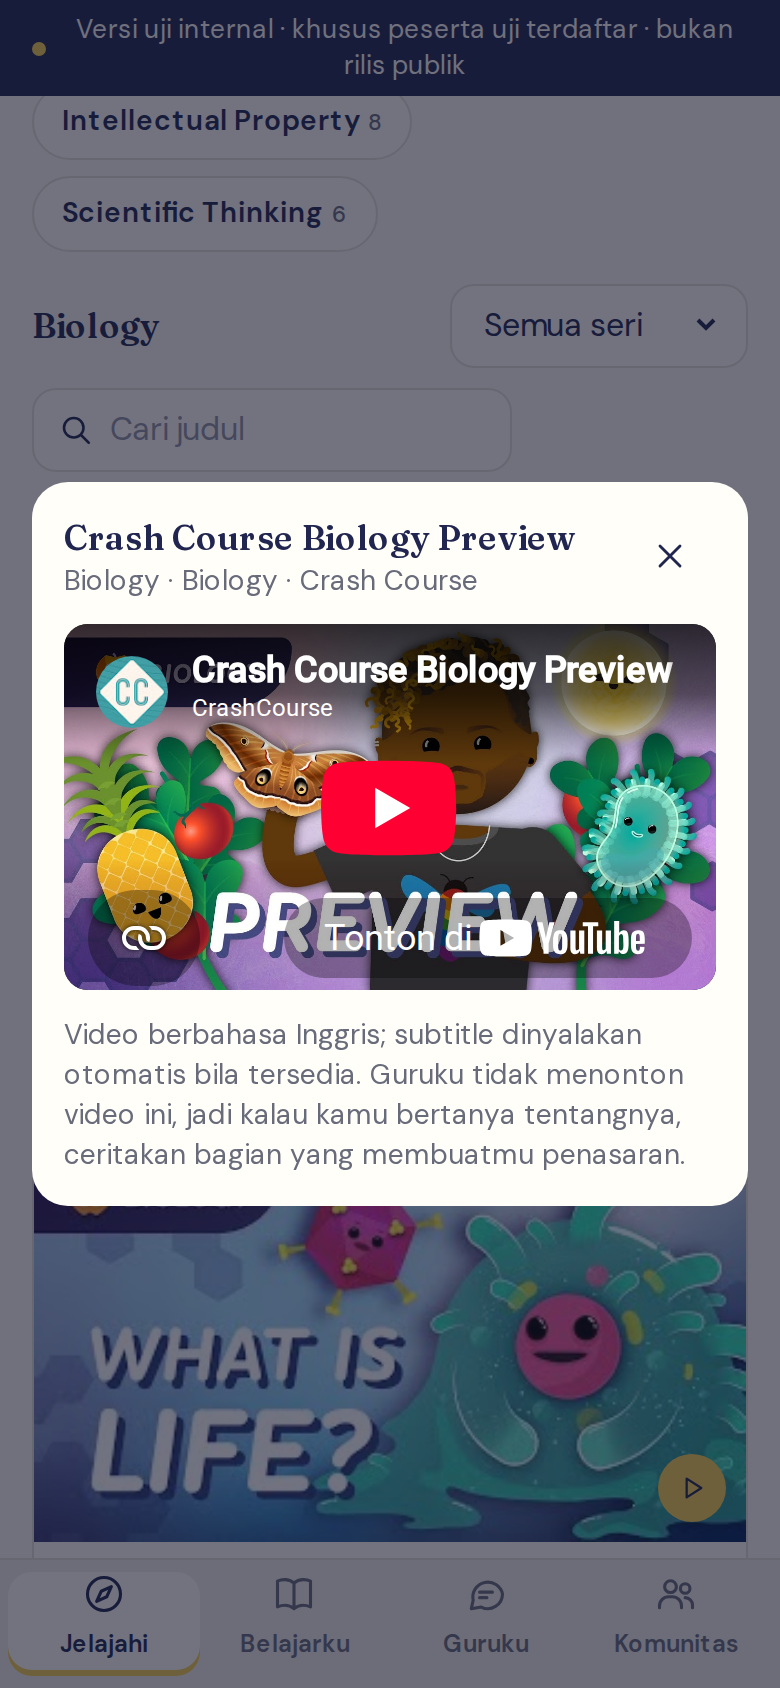 Versi uji internal · khusus peserta uji terdaftar · bukan
rilis publik
Intellectual Property 8
Scientific Thinking 6
Biology
Semua seri
Cari judul
Crash Course Biology Preview
Biology · Biology · Crash Course
CC
Crash Course Biology Preview
CrashCourse
PREVIEW
Tonton di YouTube
Video berbahasa Inggris; subtitle dinyalakan
otomatis bila tersedia. Guruku tidak menonton
video ini, jadi kalau kamu bertanya tentangnya,
ceritakan bagian yang membuatmu penasaran.
WHAT IS
LIFE?
Jelajahi
Belajarku
Guruku
Komunitas